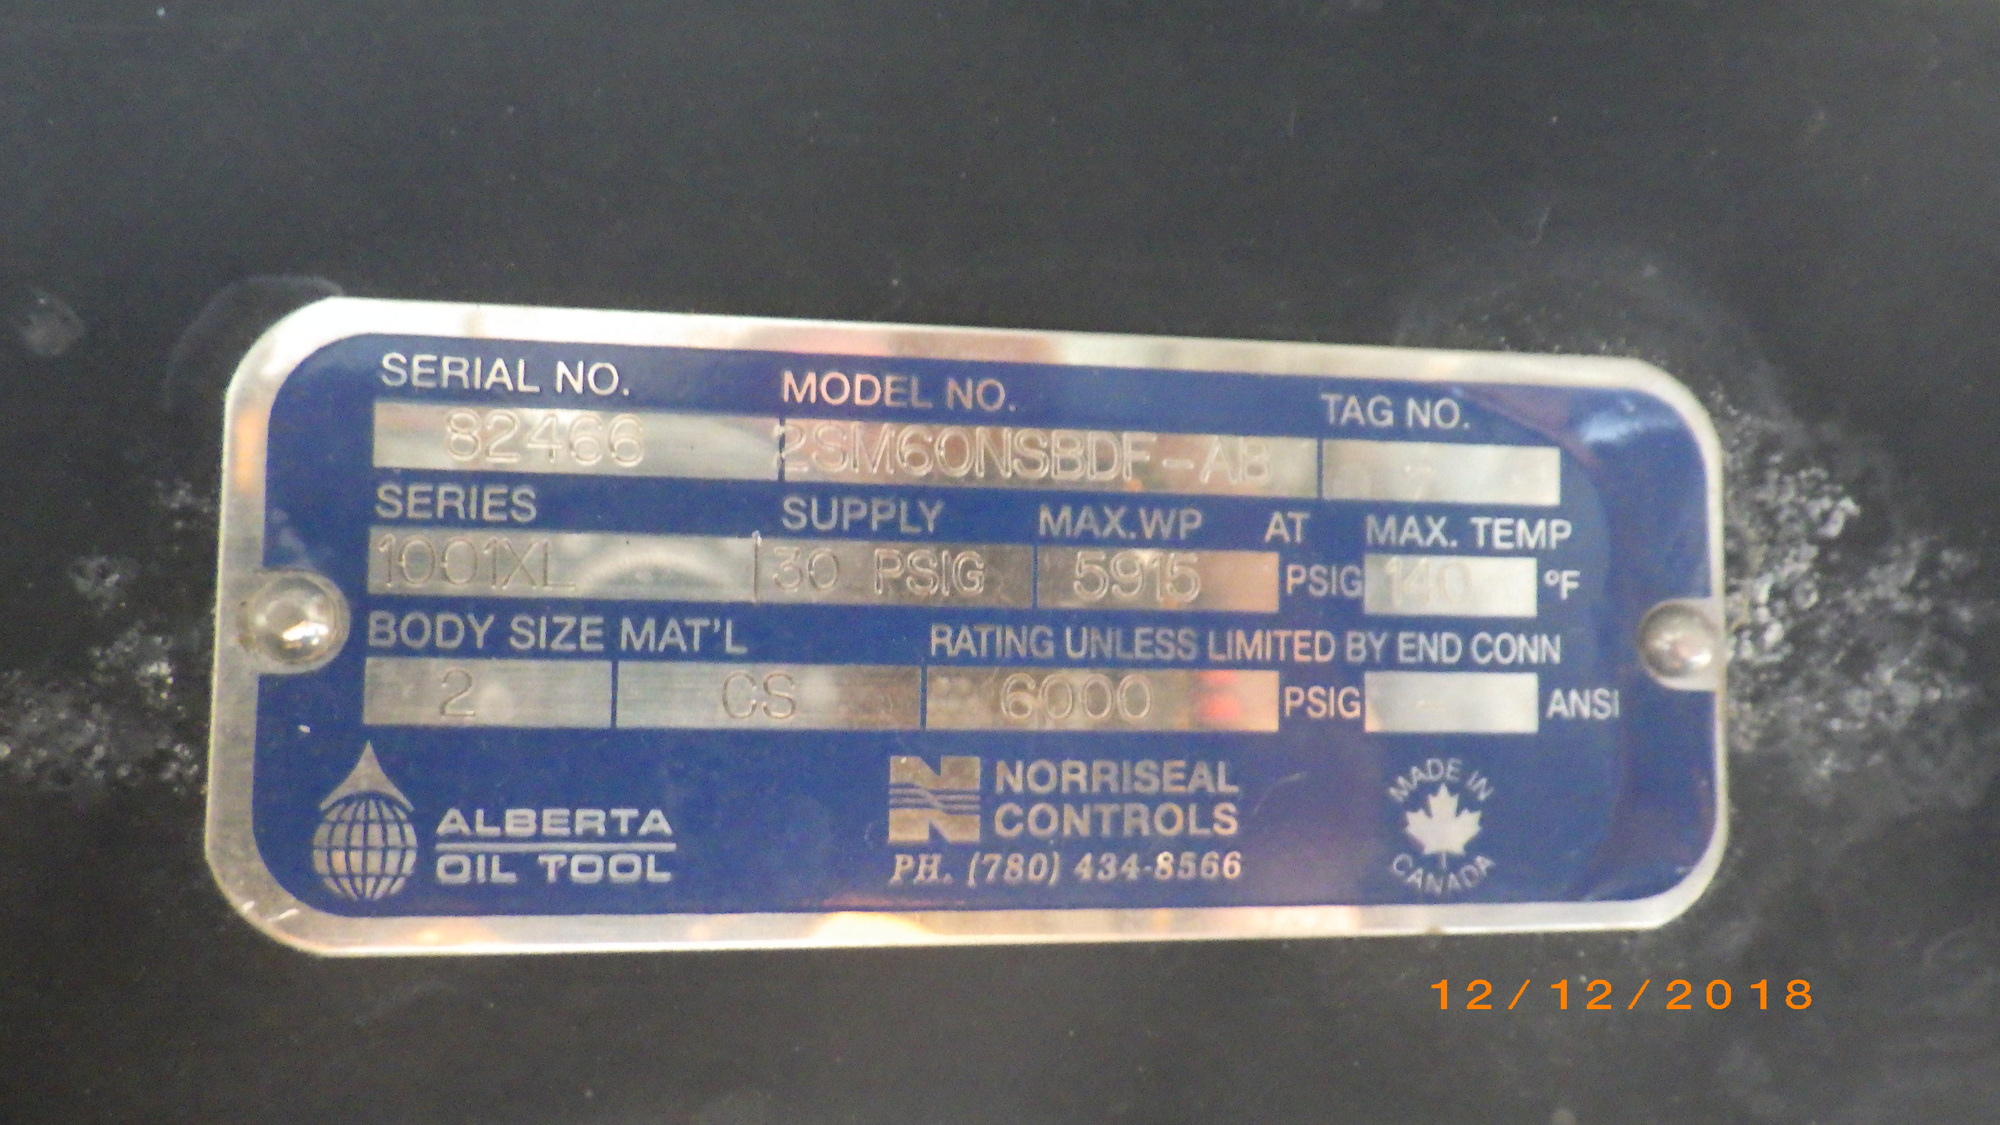 SERIAL NO. MODEL NO. TAG NO.
82466 2SM60NSBDF-AB -
SERIES SUPPLY MAX.WP AT MAX. TEMP
1001XL 30 PSIG 5915 PSIG 140 °F
BODY SIZE MAT'L RATING UNLESS LIMITED BY END CONN
2 CS 6000 PSIG - ANSI
ALBERTA
OIL TOOL
NORRISEAL
CONTROLS
PH. (780) 434-8566
MADE IN
CANADA
12/12/2018